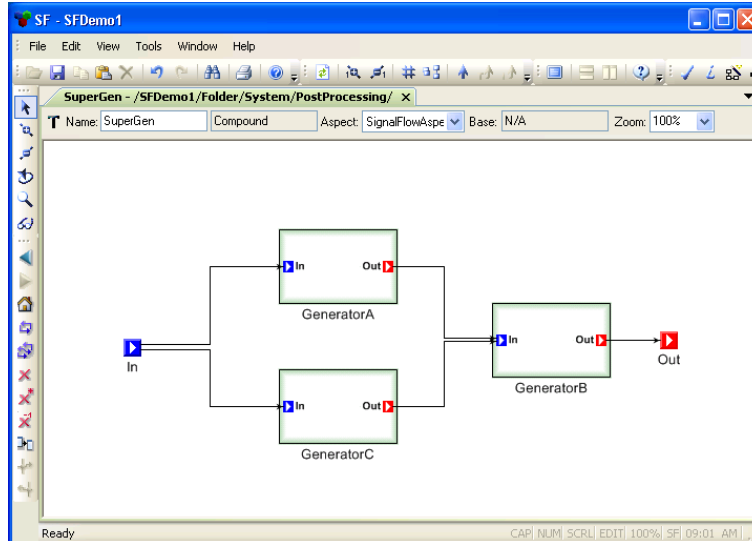 SF - SFDemo1
File Edit View Tools Window Help
SuperGen - /SFDemo1/Folder/System/PostProcessing/
Name: SuperGen Compound Aspect: SignalFlowAspe Base: N/A Zoom: 100%
In Out
GeneratorA
In Out
In
Out
GeneratorB
In Out
GeneratorC
Ready CAP NUM SCRL EDIT 100% SF 09:01 AM